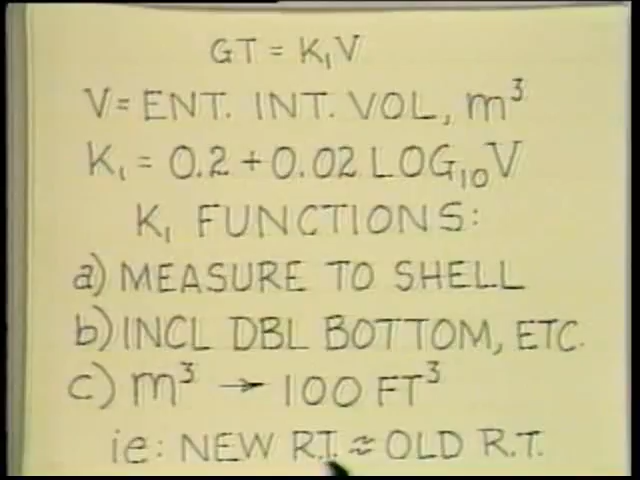 GT = K₁V
V = ENT. INT. VOL, m³
K₁ = 0.2 + 0.02 LOG₁₀V
K₁ FUNCTIONS:
a) MEASURE TO SHELL
b) INCL DBL BOTTOM, ETC.
c) m³ → 100 FT³
ie: NEW R.T. ≈ OLD R.T.